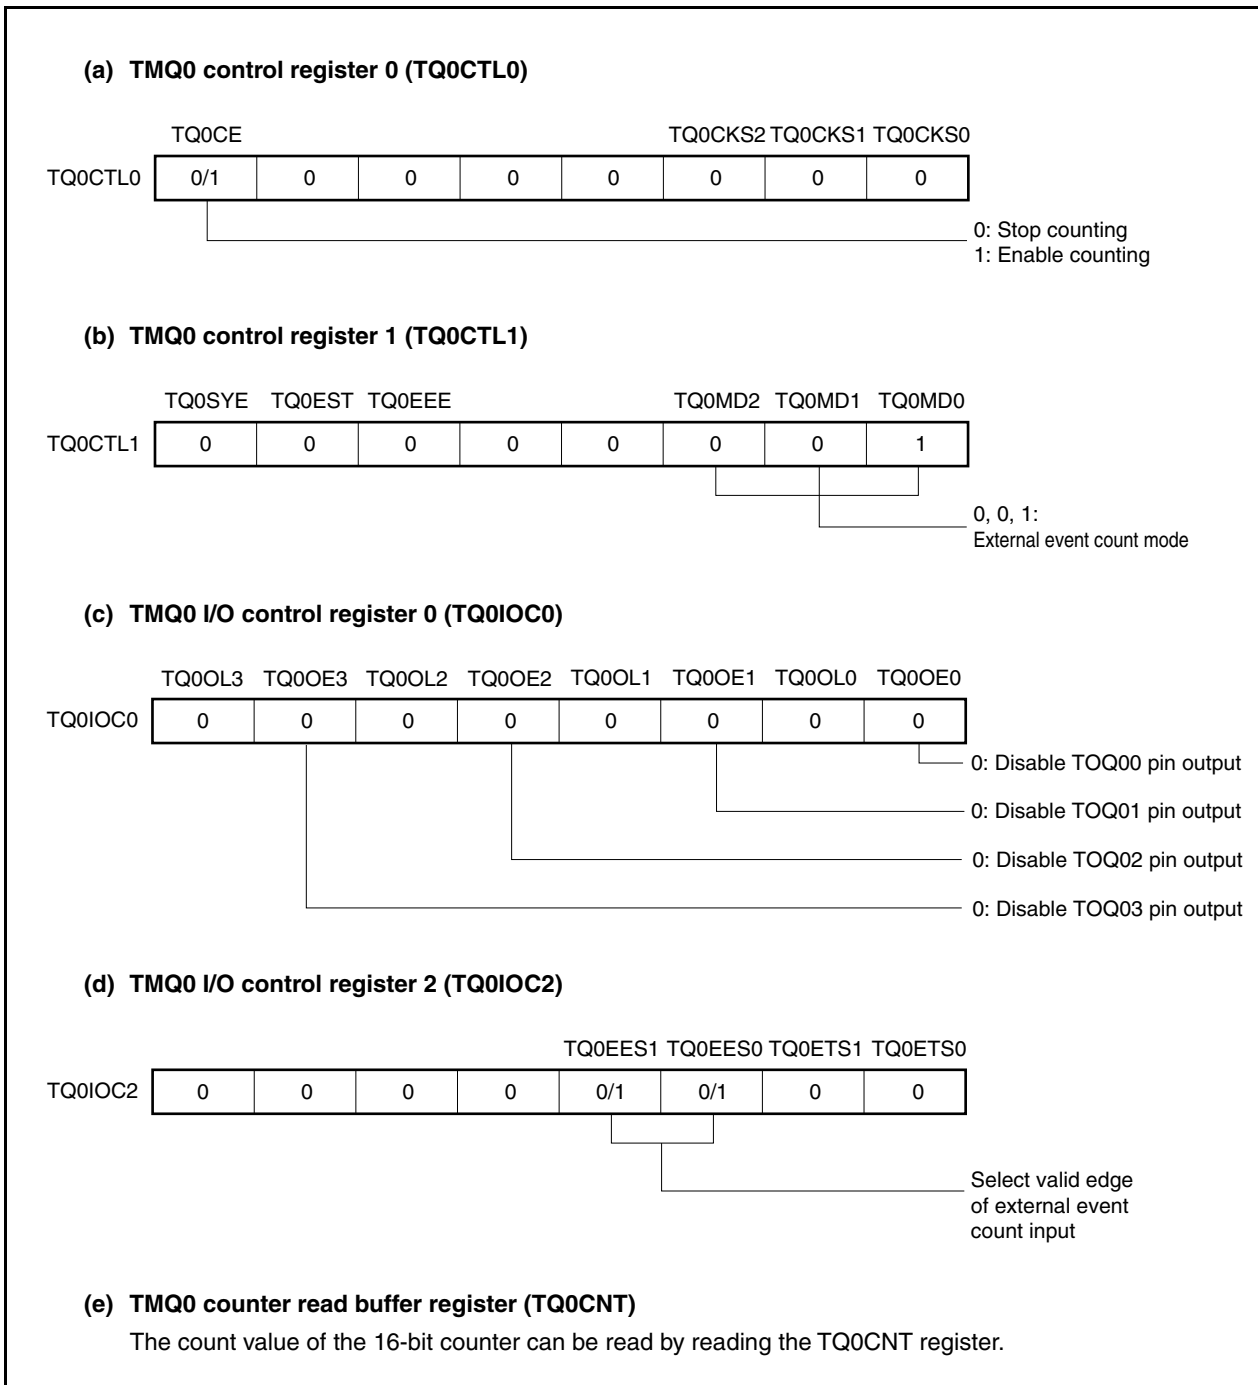 (a) TMQ0 control register 0 (TQ0CTL0)
TQ0CE TQ0CKS2 TQ0CKS1 TQ0CKS0
TQ0CTL0 0/1 0 0 0 0 0 0 0
0: Stop counting
1: Enable counting
(b) TMQ0 control register 1 (TQ0CTL1)
TQ0SYE TQ0EST TQ0EEE TQ0MD2 TQ0MD1 TQ0MD0
TQ0CTL1 0 0 0 0 0 0 0 1
0, 0, 1:
External event count mode
(c) TMQ0 I/O control register 0 (TQ0IOC0)
TQ0OL3 TQ0OE3 TQ0OL2 TQ0OE2 TQ0OL1 TQ0OE1 TQ0OL0 TQ0OE0
TQ0IOC0 0 0 0 0 0 0 0 0
0: Disable TOQ00 pin output
0: Disable TOQ01 pin output
0: Disable TOQ02 pin output
0: Disable TOQ03 pin output
(d) TMQ0 I/O control register 2 (TQ0IOC2)
TQ0EES1 TQ0EES0 TQ0ETS1 TQ0ETS0
TQ0IOC2 0 0 0 0 0/1 0/1 0 0
Select valid edge
of external event
count input
(e) TMQ0 counter read buffer register (TQ0CNT)
The count value of the 16-bit counter can be read by reading the TQ0CNT register.